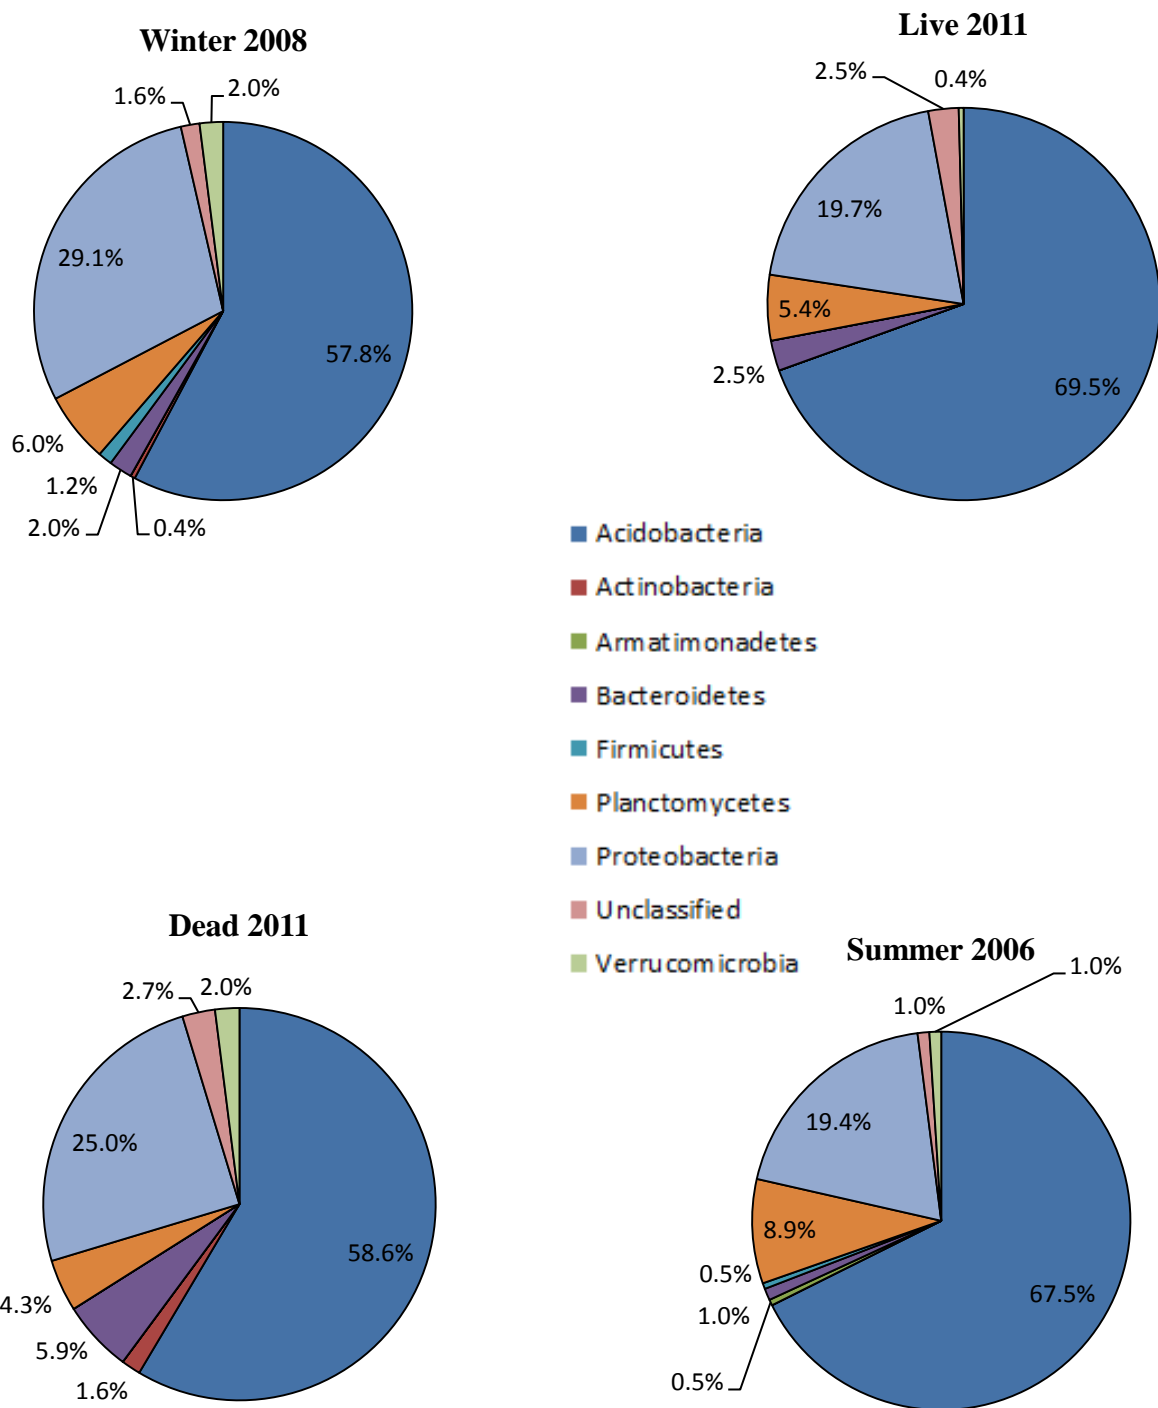 Winter 2008
1.6%
2.0%
29.1%
57.8%
6.0%
1.2%
2.0%
0.4%
Live 2011
2.5%
0.4%
19.7%
5.4%
2.5%
69.5%
Acidobacteria
Actinobacteria
Armatimonadetes
Bacteroidetes
Firmicutes
Planctomycetes
Proteobacteria
Unclassified
Verrucomicrobia
Dead 2011
2.7%
2.0%
25.0%
58.6%
4.3%
5.9%
1.6%
Summer 2006
1.0%
1.0%
19.4%
8.9%
0.5%
67.5%
1.0%
0.5%